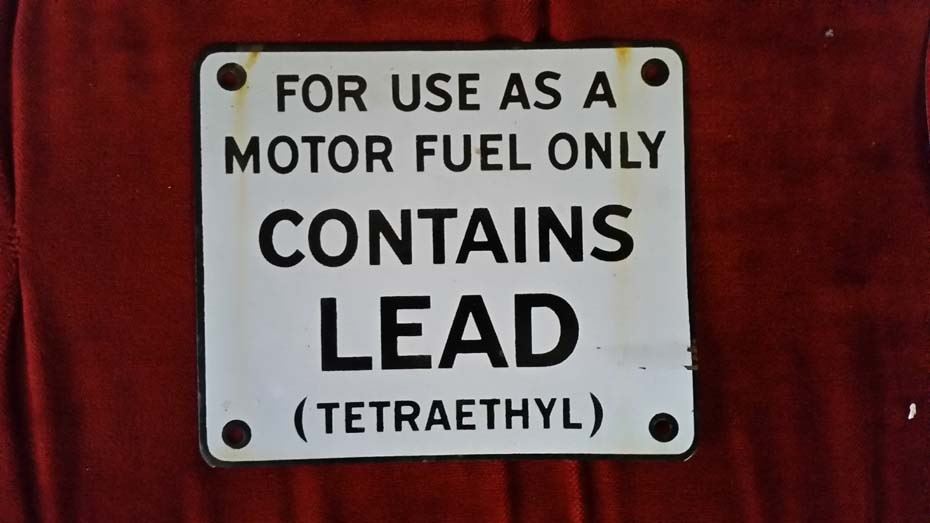 FOR USE AS A
MOTOR FUEL ONLY
CONTAINS
LEAD
(TETRAETHYL)